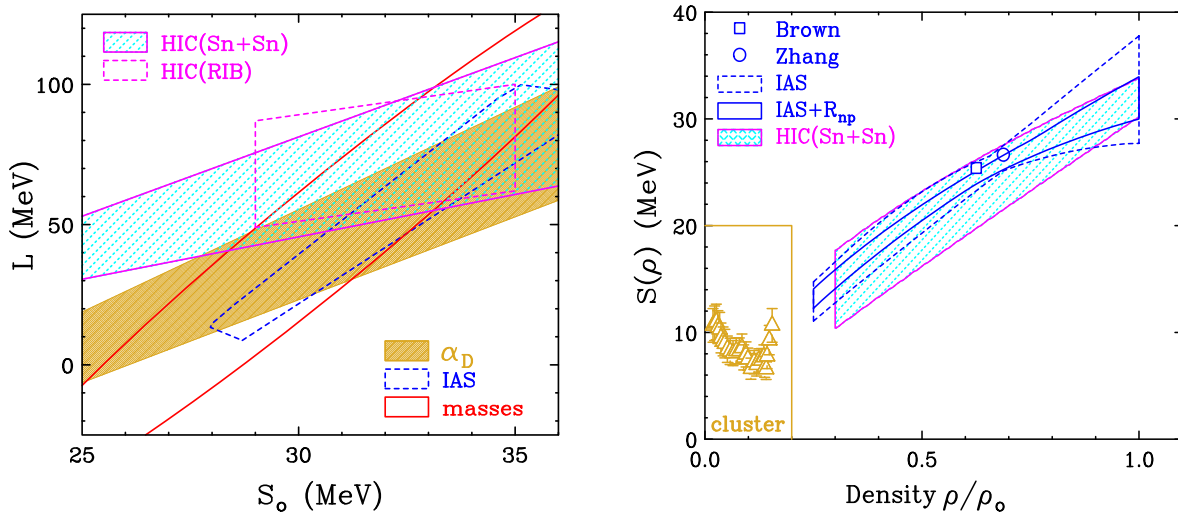 HIC(Sn+Sn)
HIC(RIB)
100
50
0
L (MeV)
α_D
IAS
masses
25
30
35
S_o (MeV)
40
30
20
10
0
S(ρ) (MeV)
Brown
Zhang
IAS
IAS+R_np
HIC(Sn+Sn)
cluster
0.0
0.5
1.0
Density ρ/ρ_o